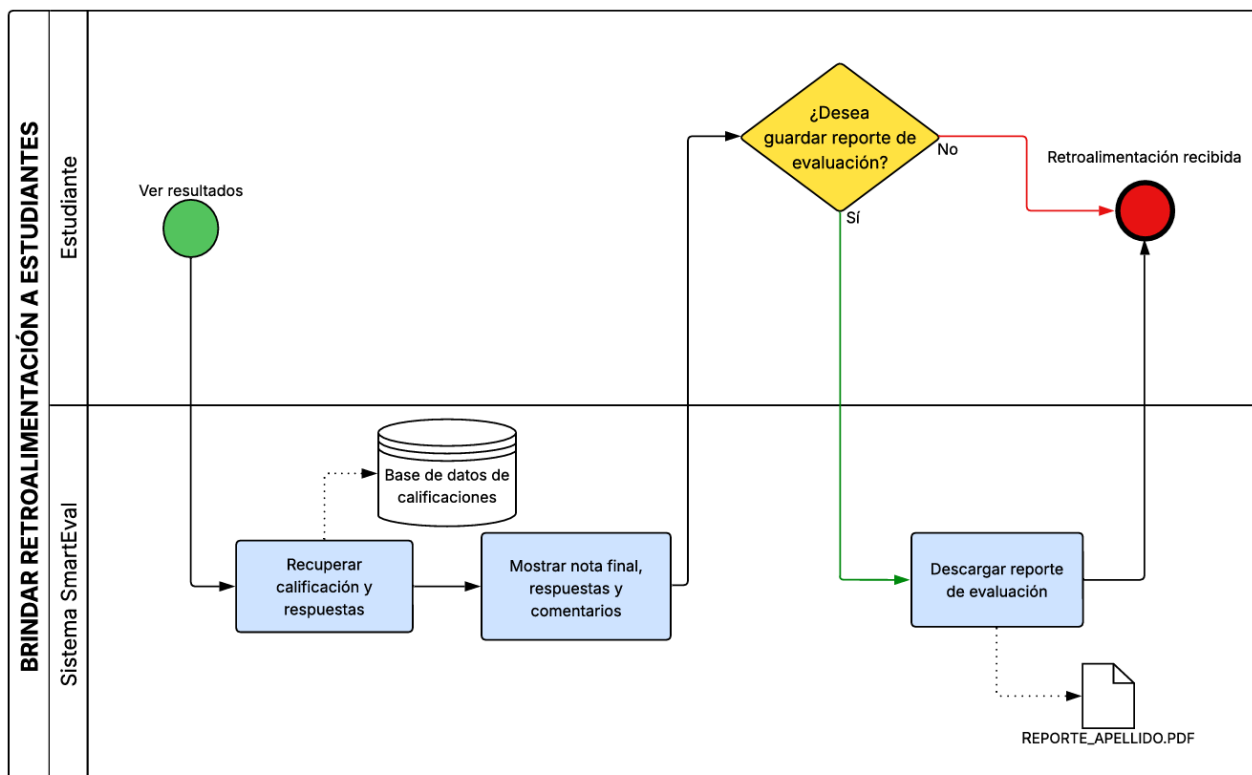 BRINDAR RETROALIMENTACIÓN A ESTUDIANTES
Estudiante
Ver resultados
¿Desea
guardar reporte de
evaluación?
No
Sí
Retroalimentación recibida
Sistema SmartEval
Base de datos de
calificaciones
Recuperar
calificación y
respuestas
Mostrar nota final,
respuestas y
comentarios
Descargar reporte
de evaluación
REPORTE_APELLIDO.PDF